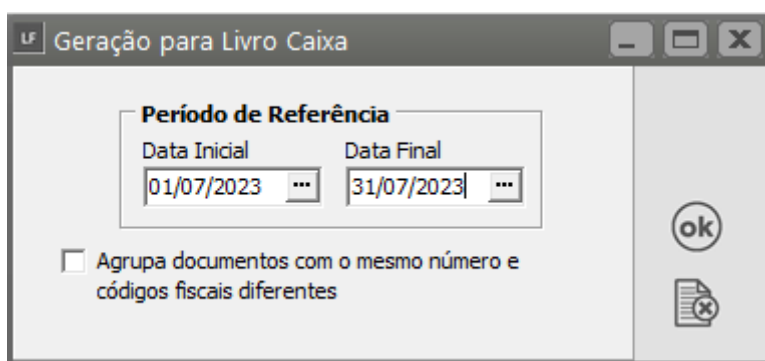 LF Geração para Livro Caixa
Período de Referência
Data Inicial Data Final
01/07/2023 ... 31/07/2023 ...
Agrupa documentos com o mesmo número e
códigos fiscais diferentes
ok